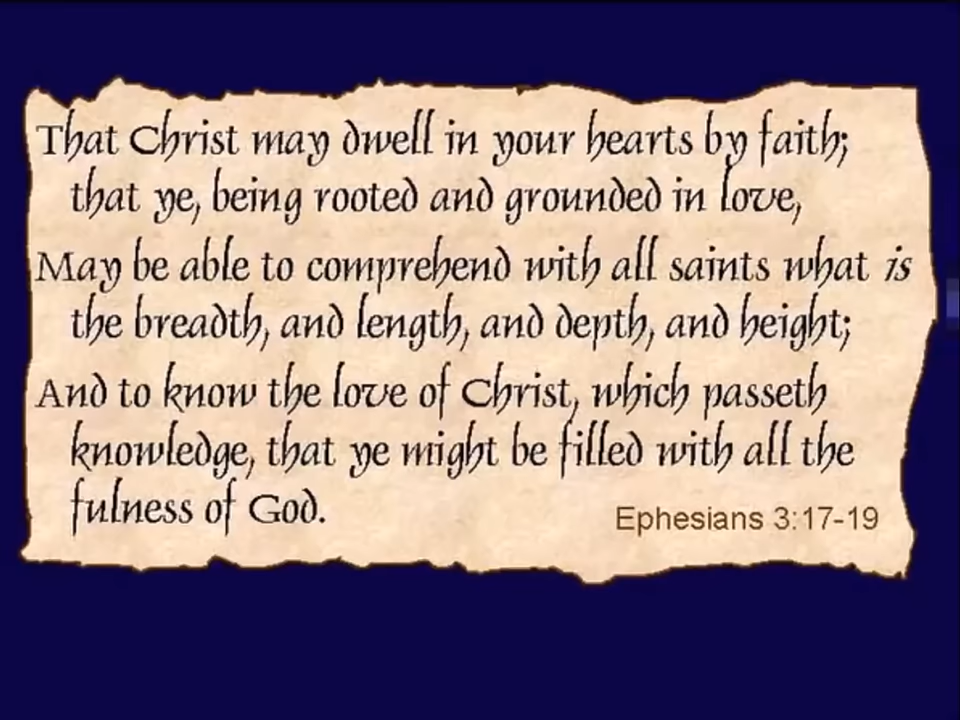 That Christ may dwell in your hearts by faith;
that ye, being rooted and grounded in love,
May be able to comprehend with all saints what is
the breadth, and length, and depth, and height;
And to know the love of Christ, which passeth
knowledge, that ye might be filled with all the
fulness of God.
Ephesians 3:17-19